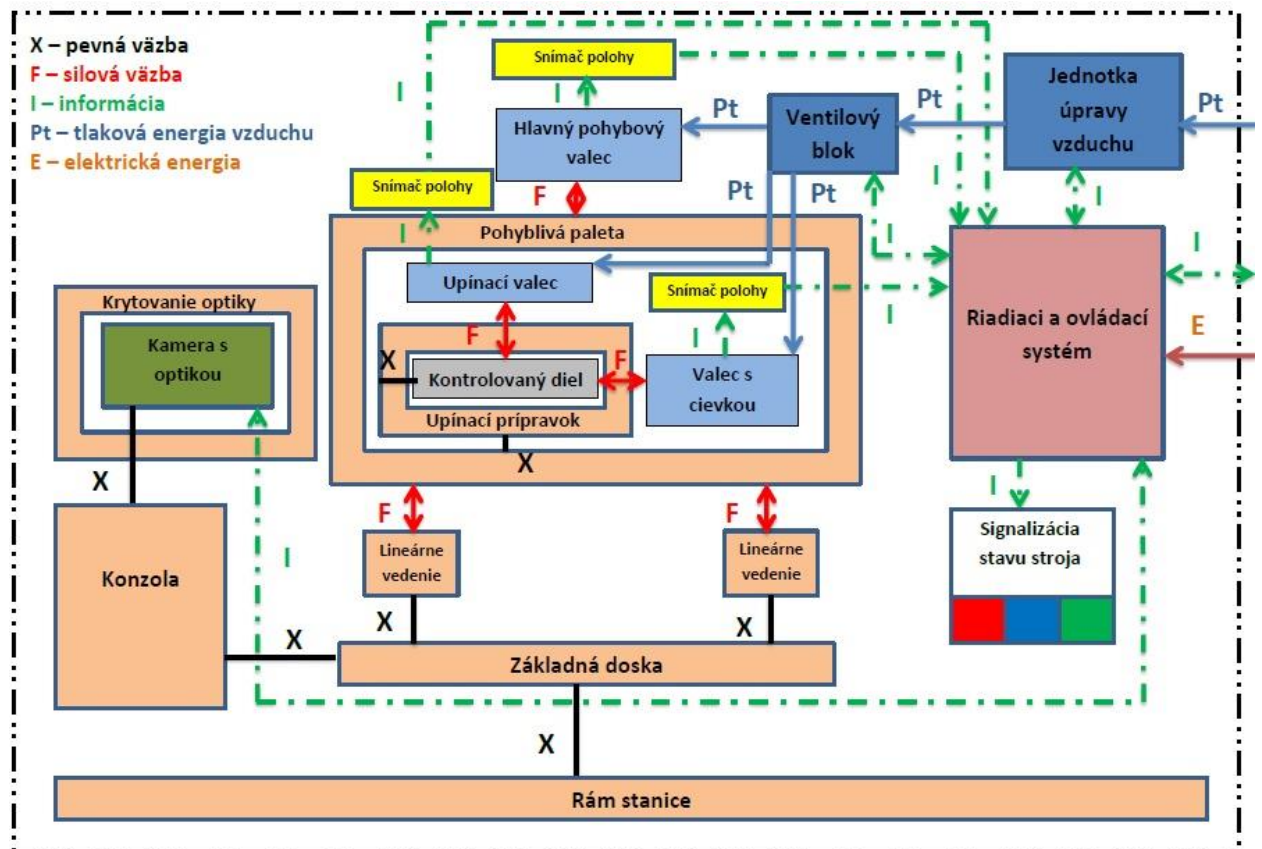 X – pevná väzba
F – silová väzba
I – informácia
Pt – tlaková energia vzduchu
E – elektrická energia
Snímač polohy
I
I
Hlavný pohybový
valec
Pt
Ventilový
blok
Pt
Jednotka
úpravy
vzduchu
Pt
Snímač polohy
F
Pt
Pt
I
I
I
I
Pohyblivá paleta
I
Upínací valec
Snímač polohy
I
Krytovanie optiky
Kamera s
optikou
F
I
X
F
Kontrolovaný diel
Valec s
cievkou
Upínací prípravok
X
Riadiaci a ovládací
systém
E
X
F
F
I
Konzola
I
Lineárne
vedenie
Lineárne
vedenie
Signalizácia
stavu stroja
X
X
X
Základná doska
X
Rám stanice